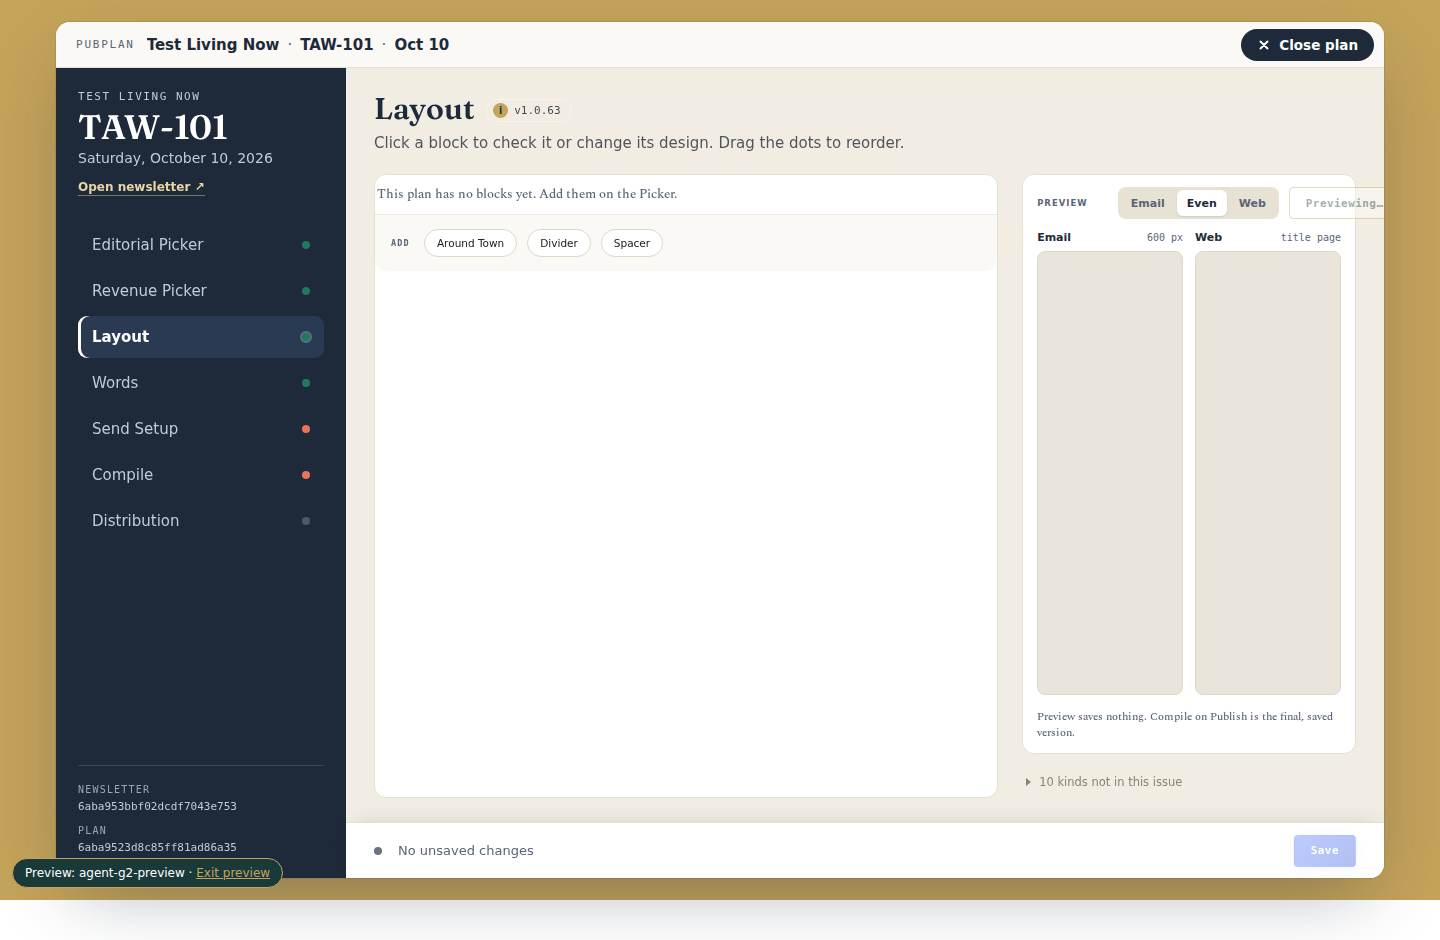 PUBPLAN Test Living Now · TAW-101 · Oct 10
✕ Close plan
TEST LIVING NOW
TAW-101
Saturday, October 10, 2026
Open newsletter ↗
Editorial Picker
Revenue Picker
Layout
Words
Send Setup
Compile
Distribution
NEWSLETTER
6aba953bbf02dcdf7043e753
PLAN
6aba9523d8c85ff81ad86a35
Preview: agent-g2-preview · Exit preview
Layout i v1.0.63
Click a block to check it or change its design. Drag the dots to reorder.
This plan has no blocks yet. Add them on the Picker.
ADD Around Town Divider Spacer
PREVIEW Email Even Web Previewing…
Email 600 px Web title page
Preview saves nothing. Compile on Publish is the final, saved
version.
10 kinds not in this issue
No unsaved changes
Save